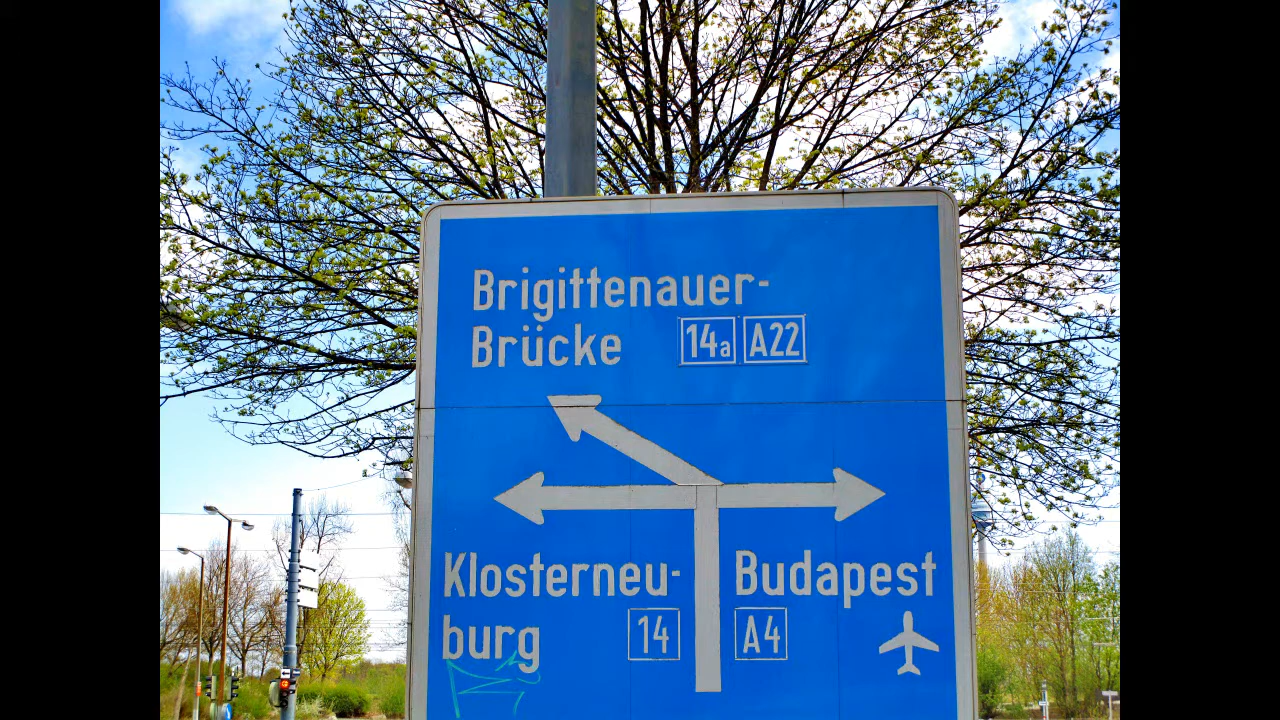 Brigittenauer-
Brücke 14a A22
Klosterneu-
burg 14
Budapest
A4